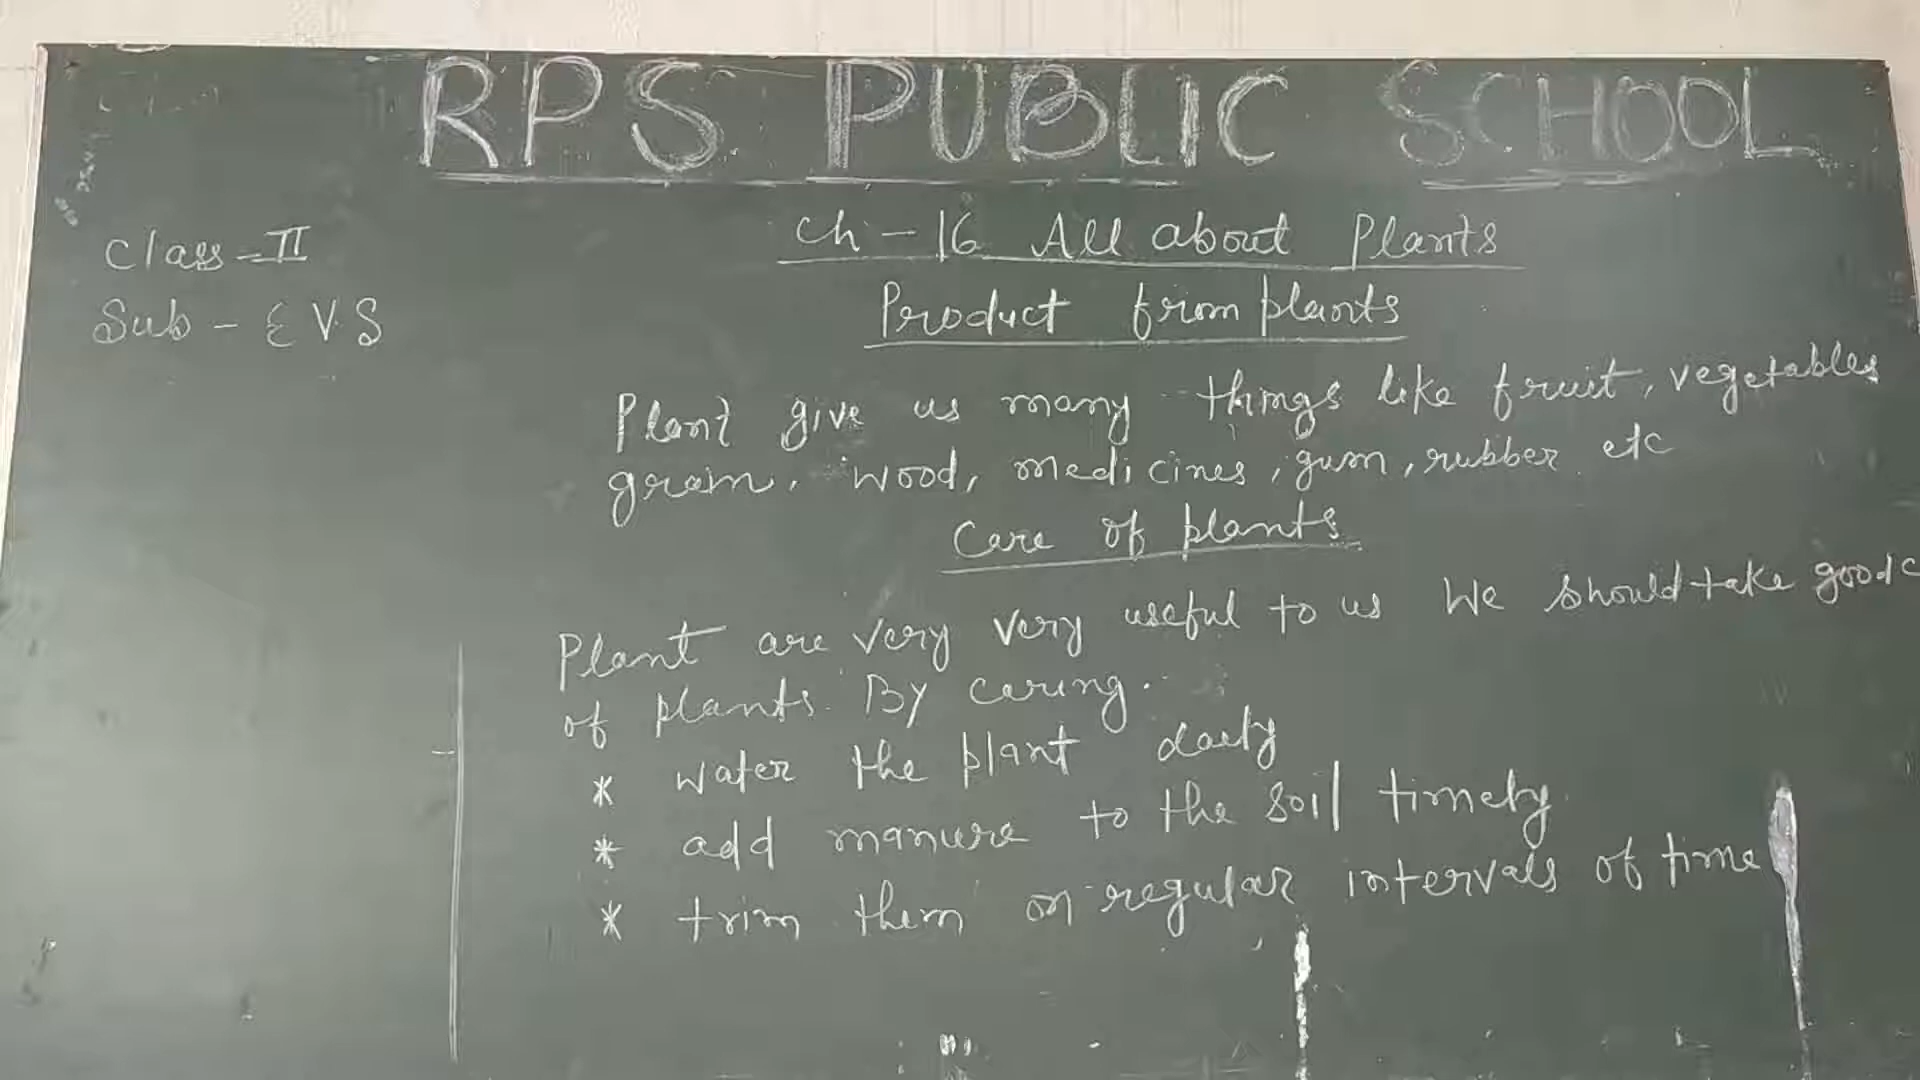 RPS PUBLIC SCHOOL
Class - II
Sub - EVS
Ch - 16 All about Plants
Product from plants
Plant give us many things like fruit, vegetables
grain, wood, medicines, gum, rubber etc
Care of plants
Plant are very very useful to us We should take good c
of plants. By caring.
* water the plant daily
* add manure to the soil timely
* trim them on regular intervals of time